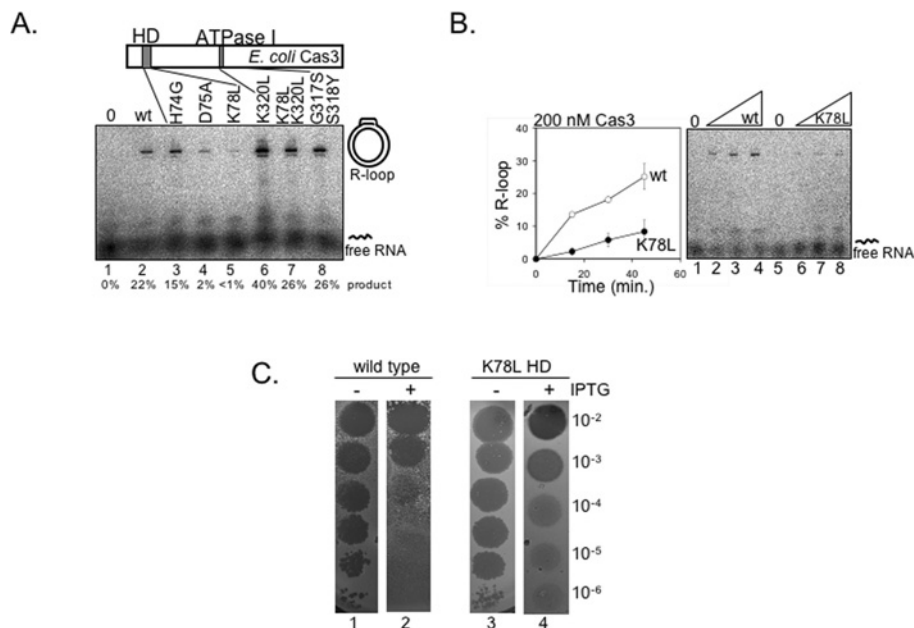 A.
HD ATPase I
E. coli Cas3
0 wt H74G D75A K78L K320L K78L K320L G317S S318Y
R-loop
free RNA
1 2 3 4 5 6 7 8
0% 22% 15% 2% <1% 40% 26% 26% product
B.
200 nM Cas3
% R-loop
40
30
20
10
0
0 20 40 60
Time (min.)
wt
K78L
0 wt 0 K78L
free RNA
1 2 3 4 5 6 7 8
C.
wild type K78L HD
- + - + IPTG
10-2
10-3
10-4
10-5
10-6
1 2 3 4